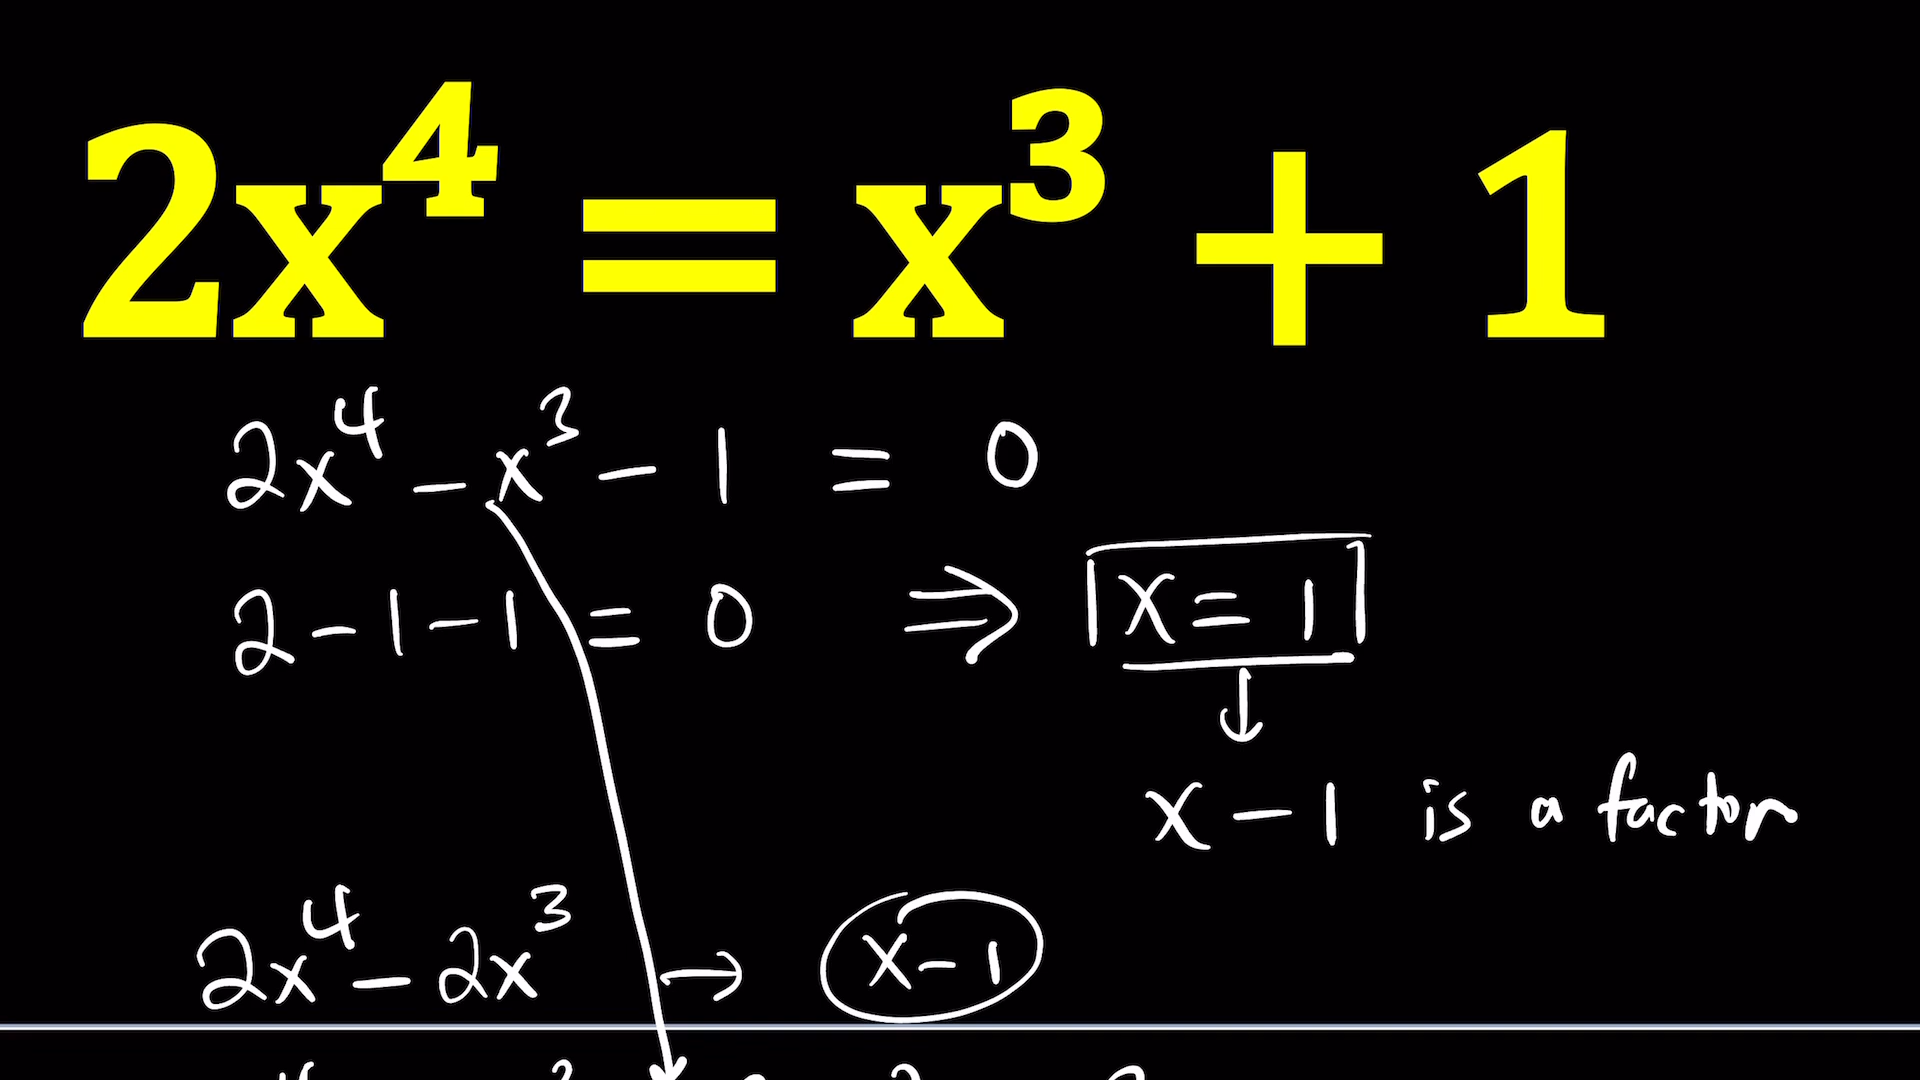 2x⁴ = x³ + 1
2x⁴ - x³ - 1 = 0
2 - 1 - 1 = 0 ⇒ x = 1
↓
x - 1 is a factor
2x⁴ - 2x³ → x - 1